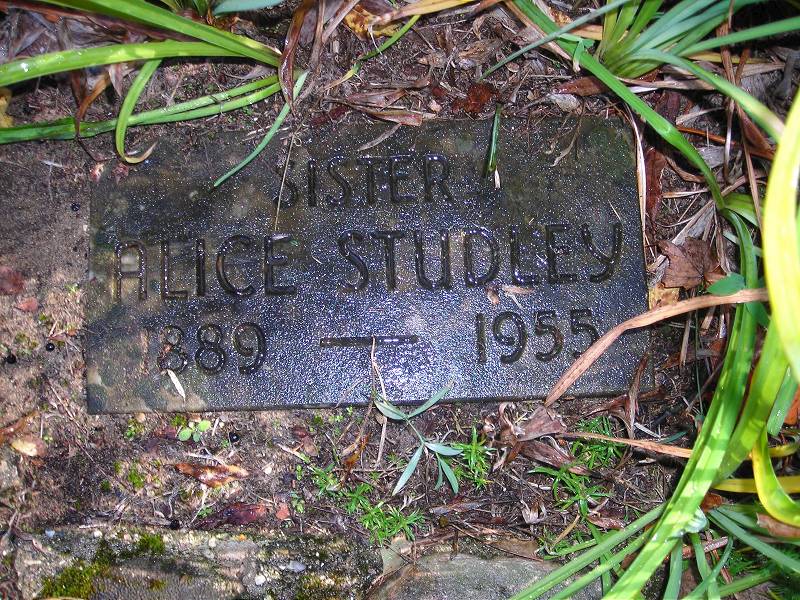 SISTER
ALICE STUDLEY
1889 — 1955